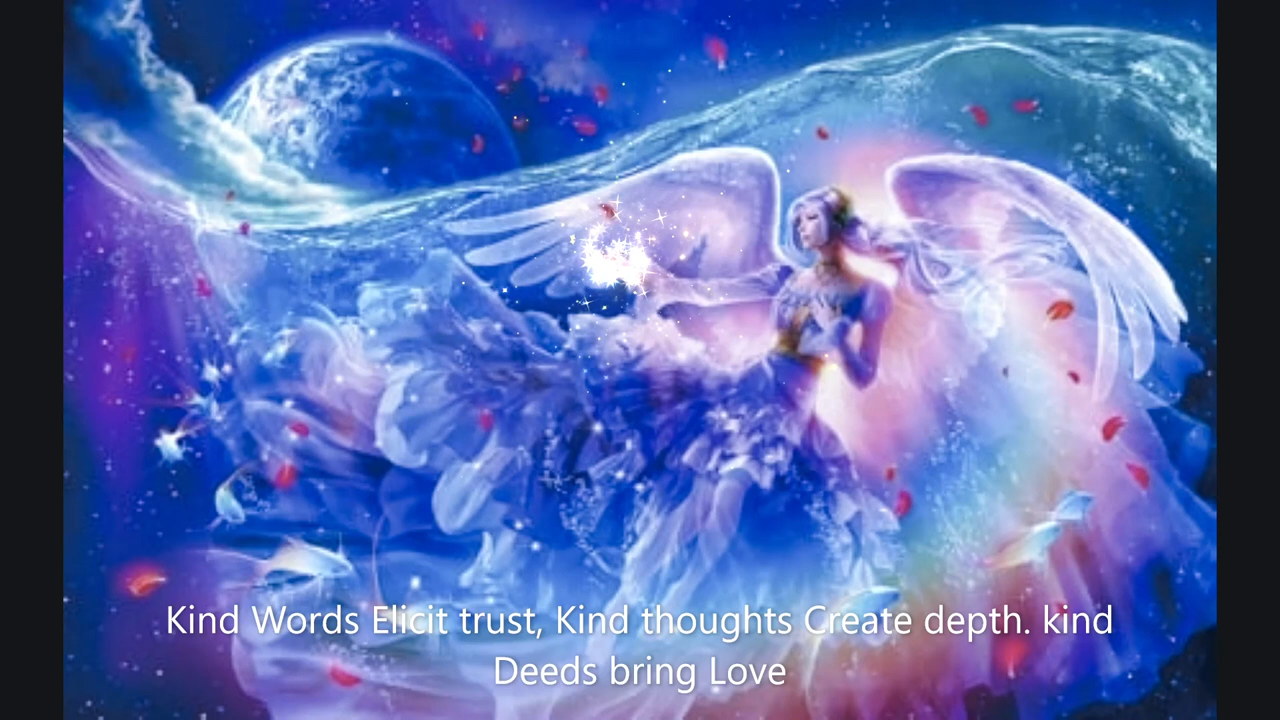 Kind Words Elicit trust, Kind thoughts Create depth. kind
Deeds bring Love